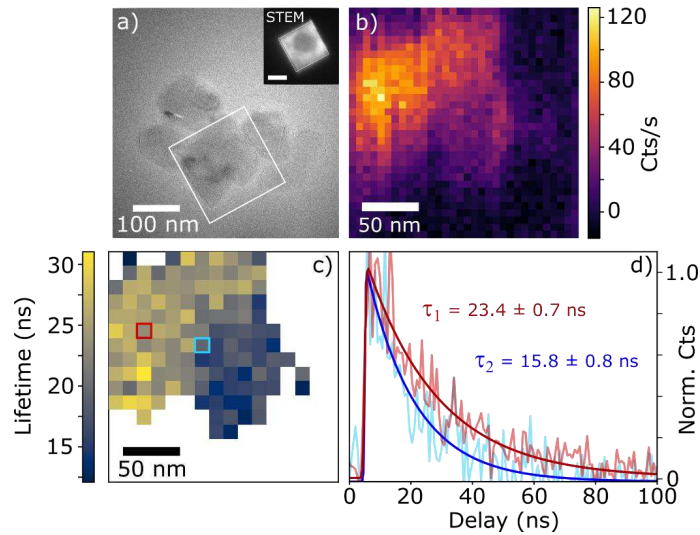 a)
STEM
100 nm
b)
50 nm
120
80
40
0
Cts/s
c)
30
25
20
15
Lifetime (ns)
50 nm
d)
τ1 = 23.4 ± 0.7 ns
τ2 = 15.8 ± 0.8 ns
1.0
0
Norm. Cts
0 20 40 60 80 100
Delay (ns)